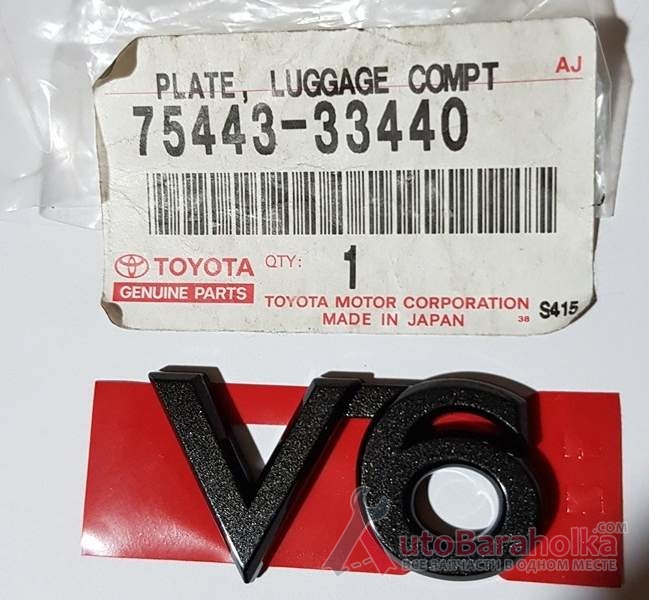 PLATE, LUGGAGE COMPT AJ
75443-33440
TOYOTA QTY: 1
GENUINE PARTS
TOYOTA MOTOR CORPORATION
MADE IN JAPAN 38 S415
V6
AutoBaraholka.COM
ВСЕ ЗАПЧАСТИ В ОДНОМ МЕСТЕ